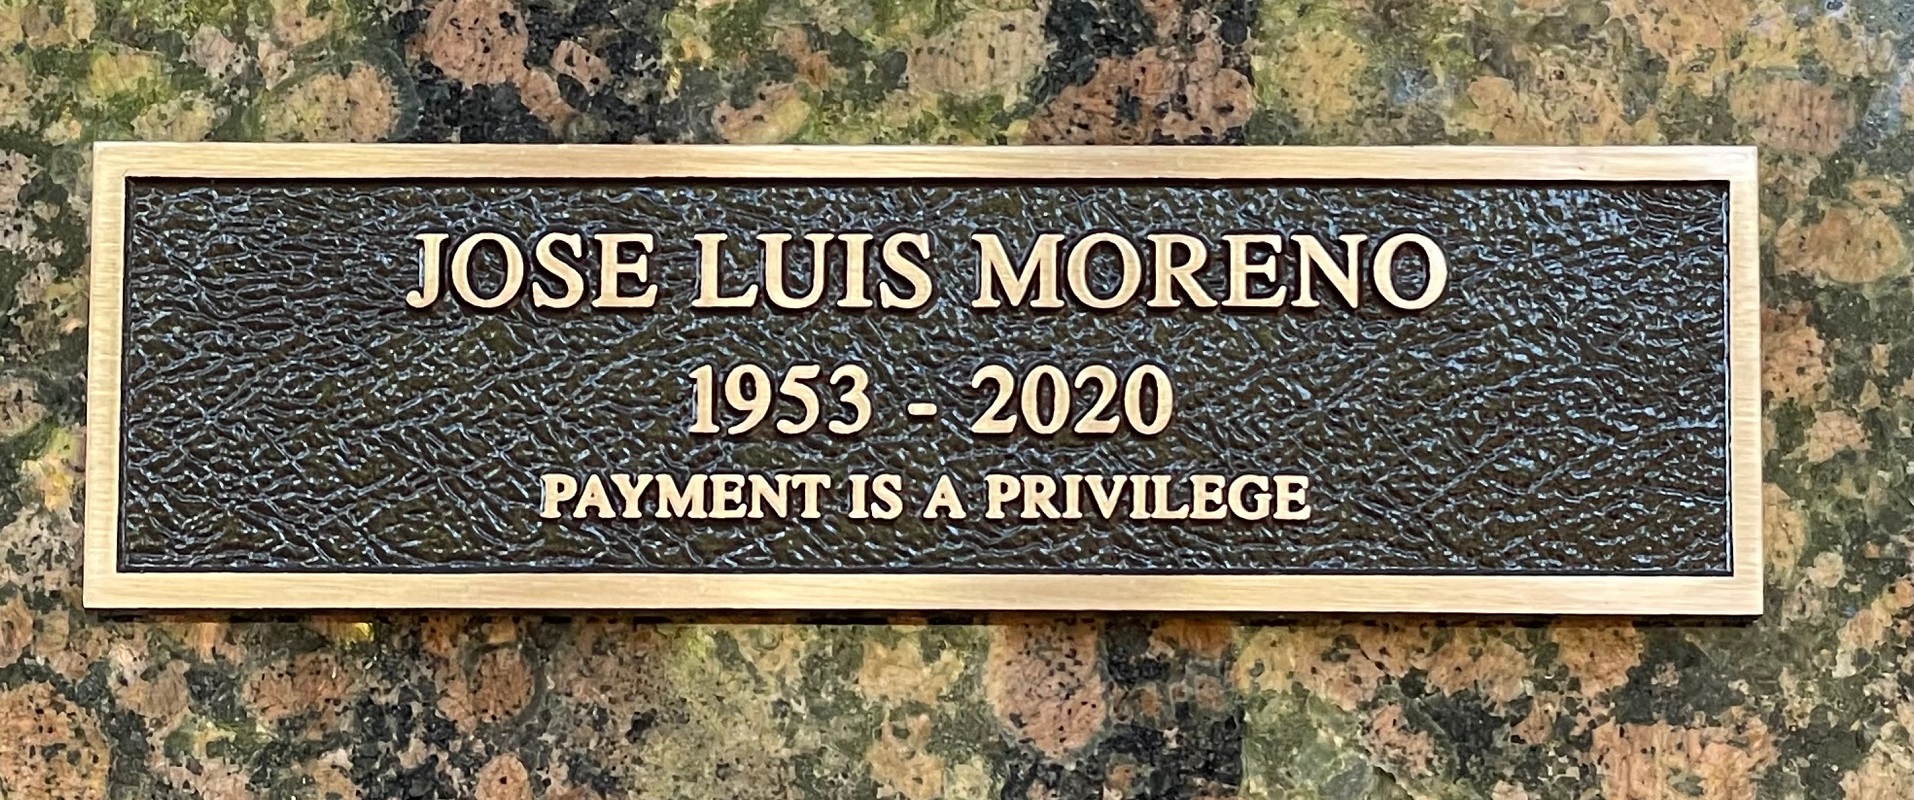 JOSE LUIS MORENO
1953 - 2020
PAYMENT IS A PRIVILEGE